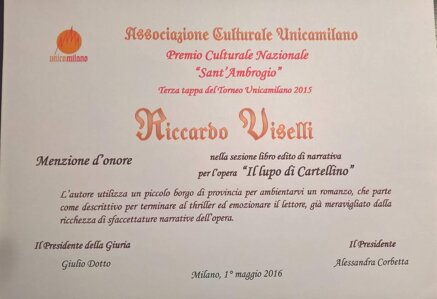 Associazione Culturale Unicamilano
unicamilano
Premio Culturale Nazionale
"Sant'Ambrogio"
Terza tappa del Torneo Unicamilano 2015
Riccardo Viselli
Menzione d'onore
nella sezione libro edito di narrativa
per l'opera "Il lupo di Cartellino"
L'autore utilizza un piccolo borgo di provincia per ambientarvi un romanzo, che parte
come descrittivo per terminare al thriller ed emozionare il lettore, già meravigliato dalla
ricchezza di sfaccettature narrative dell'opera.
Il Presidente della Giuria
Giulio Dotto
Il Presidente
Alessandra Corbetta
Milano, 1° maggio 2016